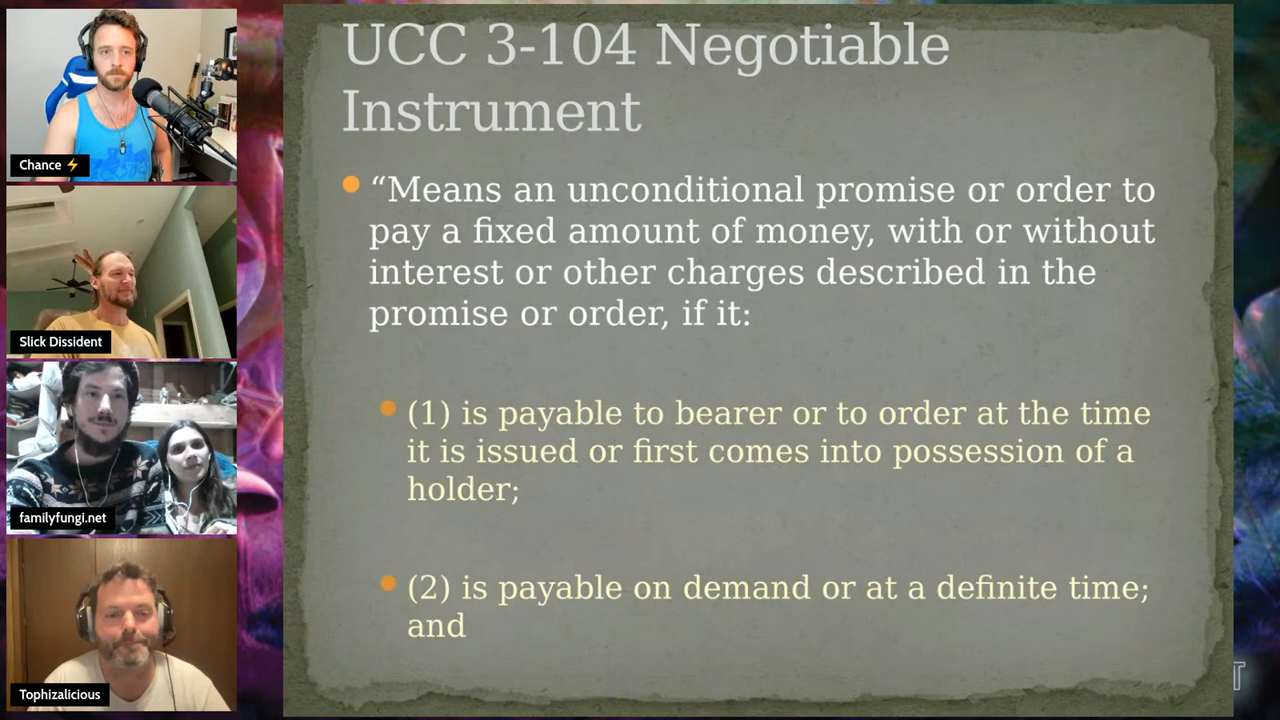 Chance ⚡
Slick Dissident
familyfungi.net
Tophizalicious
UCC 3-104 Negotiable
Instrument
“Means an unconditional promise or order to
pay a fixed amount of money, with or without
interest or other charges described in the
promise or order, if it:
(1) is payable to bearer or to order at the time
it is issued or first comes into possession of a
holder;
(2) is payable on demand or at a definite time;
and
T